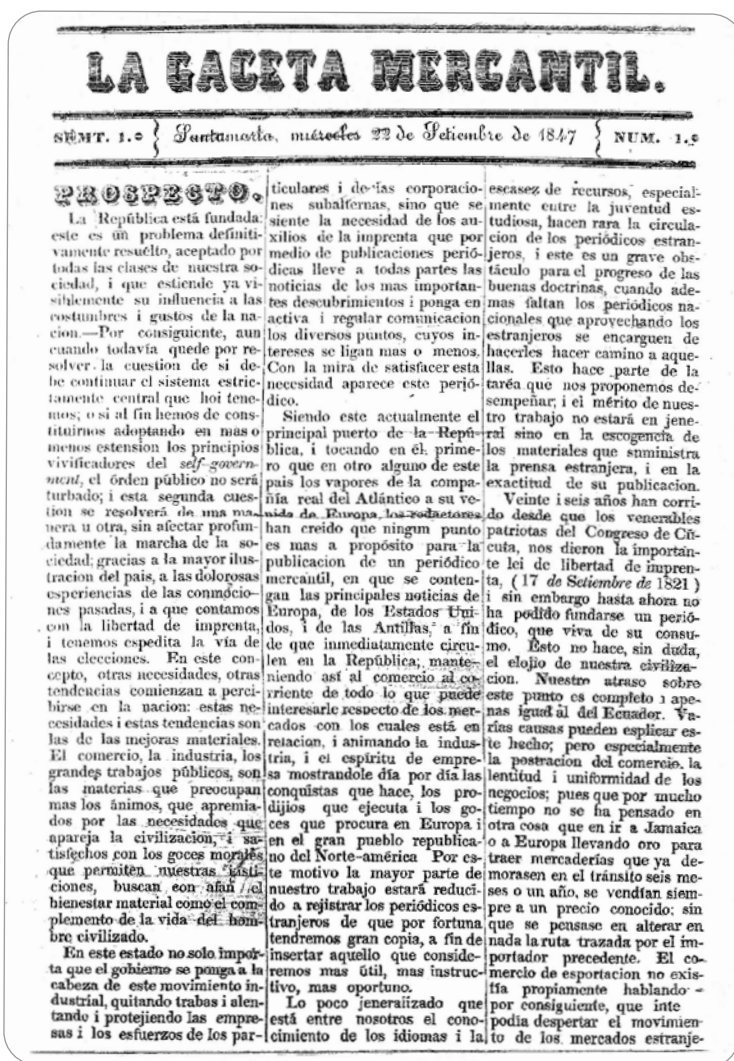 LA GACETA MERCANTIL.
SEMT. 1.º Santamarta, miércoles 22 de Setiembre de 1847 NUM. 1.º
PROSPECTO.
La República está fundada:
este es un problema definiti-
vamente resuelto, aceptado por
todas las clases de nuestra so-
ciedad, i que estiende ya vi-
siblemente su influencia a las
costumbres i gustos de la na-
cion.—Por consiguiente, aun
cuando todavía quede por re-
solver la cuestion de si de-
be continuar el sistema estric-
tamente central que hoi tene-
mos; o si al fin hemos de cons-
tituirnos adoptando en mas o
menos estension los principios
vivificadores del self-govern-
ment, el órden público no será
turbado; i esta segunda cues-
tion se resolverá de una ma-
nera u otra, sin afectar profun-
damente la marcha de la so-
ciedad; gracias a la mayor ilus-
tracion del pais, a las dolorosas
esperiencias de las conmocio-
nes pasadas, i a que contamos
con la libertad de imprenta,
i tenemos espedita la vía de
las elecciones. En este con-
cepto, otras necesidades, otras
tendencias comienzan a perci-
birse en la nacion: estas ne-
cesidades i estas tendencias son
las de las mejoras materiales.
El comercio, la industria, los
grandes trabajos públicos, son
las materias que preocupan
mas los ánimos, que apremia-
dos por las necesidades que
apareja la civilización, i sa-
tisfechos con los goces morales
que permiten nuestras insti-
ciones, buscan con afan el
bienestar material como el com-
plemento de la vida del hom-
bre civilizado.
En este estado no solo impor-
ta que el gobierno se ponga a la
cabeza de este movimiento in-
dustrial, quitando trabas i alen-
tando i protejiendo las empre-
sas i los esfuerzos de los par-
ticulares i de las corporacio-
nes subalternas, sino que se
siente la necesidad de los au-
xilios de la imprenta que por
medio de publicaciones perió-
dicas lleve a todas partes las
noticias de los mas importan-
tes descubrimientos i ponga en
activa i regular comunicacion
los diversos puntos, cuyos in-
tereses se ligan mas o menos.
Con la mira de satisfacer esta
necesidad aparece este perió-
dico.
Siendo este actualmente el
principal puerto de la Repú-
blica, i tocando en él prime-
ro que en otro alguno de este
pais los vapores de la compa-
ñía real del Atlántico a su ve-
nida de Europa, los redactores
han creido que ningun punto
es mas a propósito para la
publicacion de un periódico
mercantil, en que se conten-
gan las principales noticias de
Europa, de los Estados Uni-
dos, i de las Antillas, a fin
de que inmediatamente circu-
len en la República; mante-
niendo así al comercio al co-
rriente de todo lo que puede
interesarle respecto de los mer-
cados con los cuales está en
relacion, i animando la indus-
tria, i el espíritu de empre-
sa mostrandole día por día las
conquistas que hace, los pro-
dijios que ejecuta i los go-
ces que procura en Europa i
en el gran pueblo republica-
no del Norte-américa Por es-
te motivo la mayor parte de
nuestro trabajo estará reduci-
do a rejistrar los periódicos es-
tranjeros de que por fortuna
tendremos gran copia, a fin de
insertar aquello que conside-
remos mas útil, mas instruc-
tivo, mas oportuno.
Lo poco jeneralizado que
está entre nosotros el cono-
cimiento de los idiomas i la
escasez de recursos, especial-
mente entre la juventud es-
tudiosa, hacen rara la circula-
cion de los periódicos estran-
jeros, i este es un grave obs-
táculo para el progreso de las
buenas doctrinas, cuando ade-
mas faltan los periódicos na-
cionales que aprovechando los
estranjeros se encarguen de
hacerles hacer camino a aque-
llas. Esto hace parte de la
taréa que nos proponemos de-
sempeñar; i el mérito de nues-
tro trabajo no estará en jene-
ral sino en la escogencia de
los materiales que suministra
la prensa estranjera, i en la
exactitud de su publicacion.
Veinte i seis años han corri-
do desde que los venerables
patriotas del Congreso de Cú-
cuta, nos dieron la importan-
te lei de libertad de impren-
ta, (17 de Setiembre de 1821)
i sin embargo hasta ahora no
ha podido fundarse un perió-
dico, que viva de su consu-
mo. Esto no hace, sin duda,
el elojio de nuestra civiliza-
cion. Nuestro atraso sobre
este punto es completo i ape-
nas igual al del Ecuador. Va-
rías causas pueden esplicar es-
te hecho; pero especialmente
la postracion del comercio, la
lentitud i uniformidad de los
negocios; pues que por mucho
tiempo no se ha pensado en
otra cosa que en ir a Jamaica
o a Europa llevando oro para
traer mercaderías que ya de-
morasen en el tránsito seis me-
ses o un año, se vendían siem-
pre a un precio conocido; sin
que se pensase en alterar en
nada la ruta trazada por el im-
portador precedente. El co-
mercio de esportacion no exis-
tía propiamente hablando-
por consiguiente, que inte
podia despertar el movimien-
to de los mercados estranje-